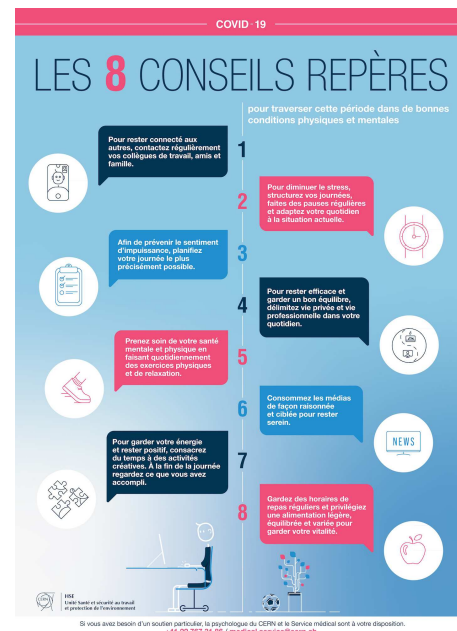 COVID-19
LES 8 CONSEILS REPÈRES
pour traverser cette période dans de bonnes
conditions physiques et mentales
1
Pour rester connecté aux
autres, contactez régulièrement
vos collègues de travail, amis et
famille.
2
Pour diminuer le stress,
structurez vos journées,
faites des pauses régulières
et adaptez votre quotidien
à la situation actuelle.
3
Afin de prévenir le sentiment
d'impuissance, planifiez
votre journée le plus
précisément possible.
4
Pour rester efficace et
garder un bon équilibre,
délimitez vie privée et vie
professionnelle dans votre
quotidien.
5
Prenez soin de votre santé
mentale et physique en
faisant quotidiennement
des exercices physiques
et de relaxation.
6
Consommez les médias
de façon raisonnée
et ciblée pour rester
serein.
NEWS
7
Pour garder votre énergie
et rester positif, consacrez
du temps à des activités
créatives. À la fin de la journée
regardez ce que vous avez
accompli.
8
Gardez des horaires de
repas réguliers et privilégiez
une alimentation légère,
équilibrée et variée pour
garder votre vitalité.
CERN
HSE
Unité Santé et sécurité au travail
et protection de l'environnement
Si vous avez besoin d'un soutien particulier, la psychologue du CERN et le Service médical sont à votre disposition.